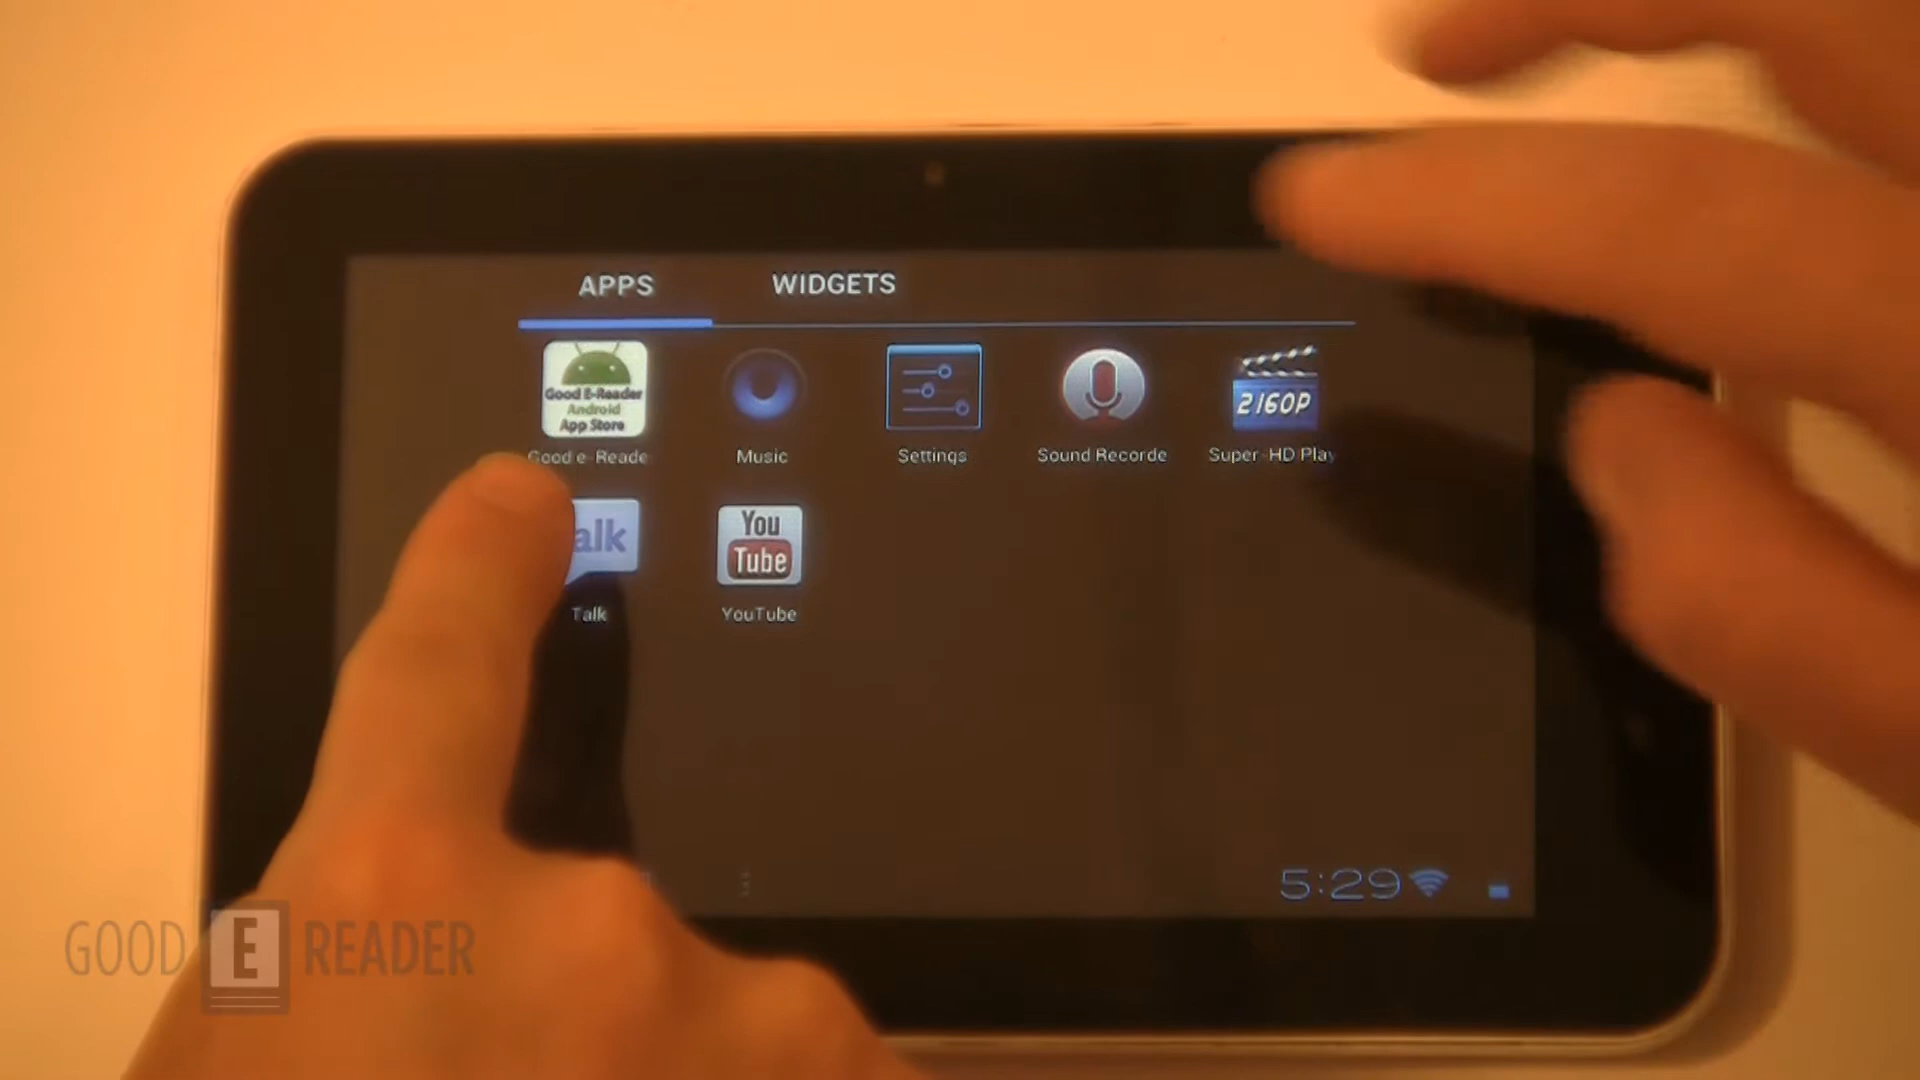 APPS WIDGETS
Good E-Reader
Android
App Store
2160P
Good e-Reade Music Settings Sound Recorde Super-HD Play
alk
You
Tube
Talk YouTube
5:29
GOOD E READER